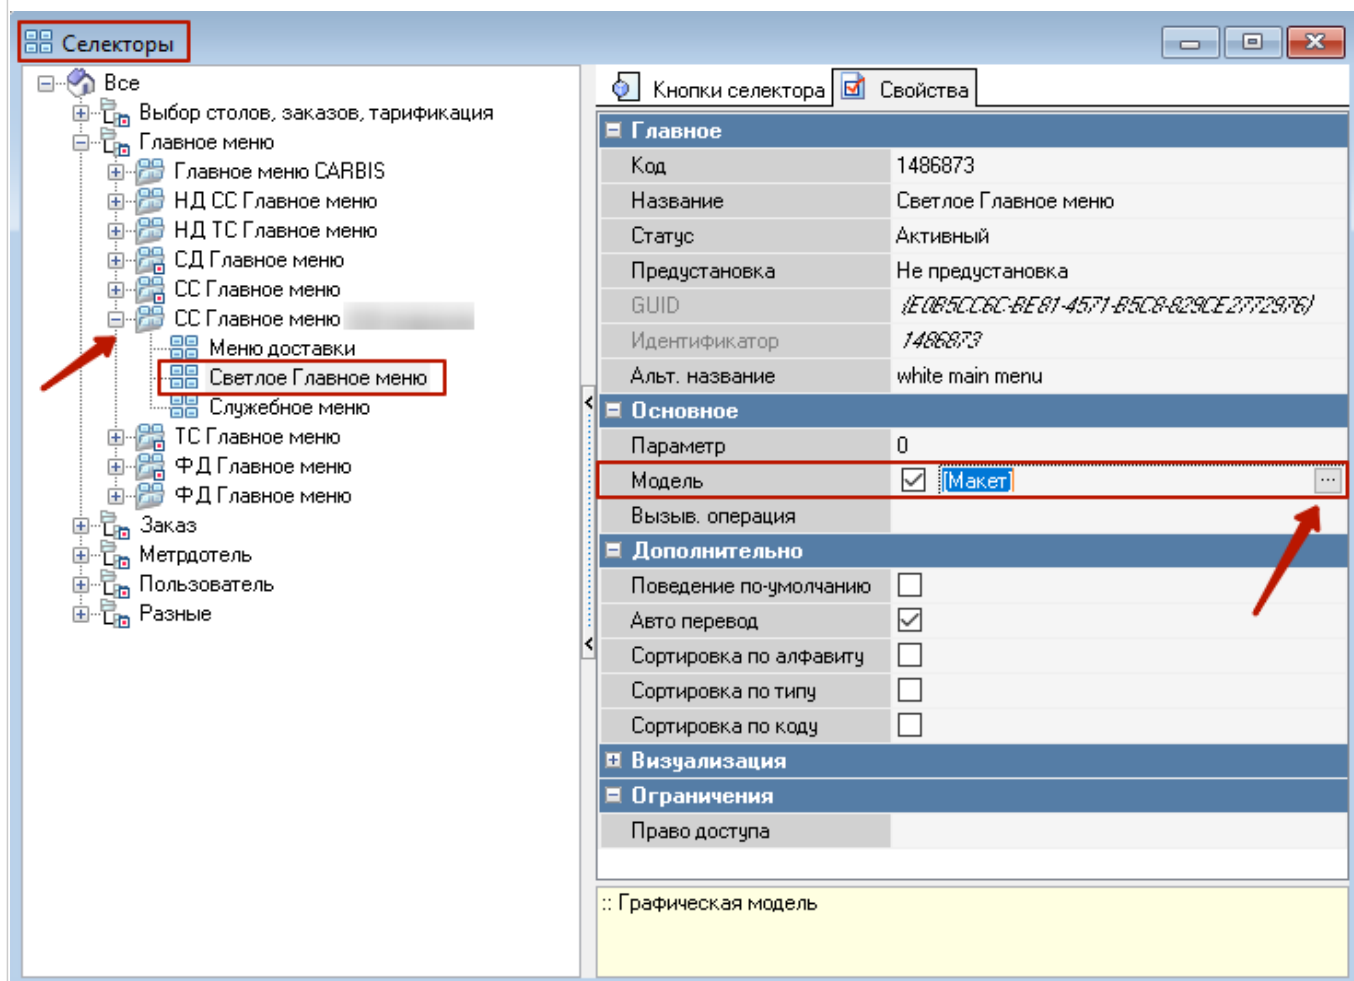 Селекторы
Все
Выбор столов, заказов, тарификация
Главное меню
Главное меню CARBIS
НД СС Главное меню
НД ТС Главное меню
СД Главное меню
СС Главное меню
СС Главное меню
Меню доставки
Светлое Главное меню
Служебное меню
ТС Главное меню
ФД Главное меню
ФД Главное меню
Заказ
Метрдотель
Пользователь
Разные
Кнопки селектора Свойства
Главное
Код 1486873
Название Светлое Главное меню
Статус Активный
Предустановка Не предустановка
GUID {E0B5CC6C-BE81-4571-B5C8-829CE2772976}
Идентификатор 1486873
Альт. название white main menu
Основное
Параметр 0
Модель [Макет] ...
Вызыв. операция
Дополнительно
Поведение по-умолчанию
Авто перевод
Сортировка по алфавиту
Сортировка по типу
Сортировка по коду
Визуализация
Ограничения
Право доступа
:: Графическая модель